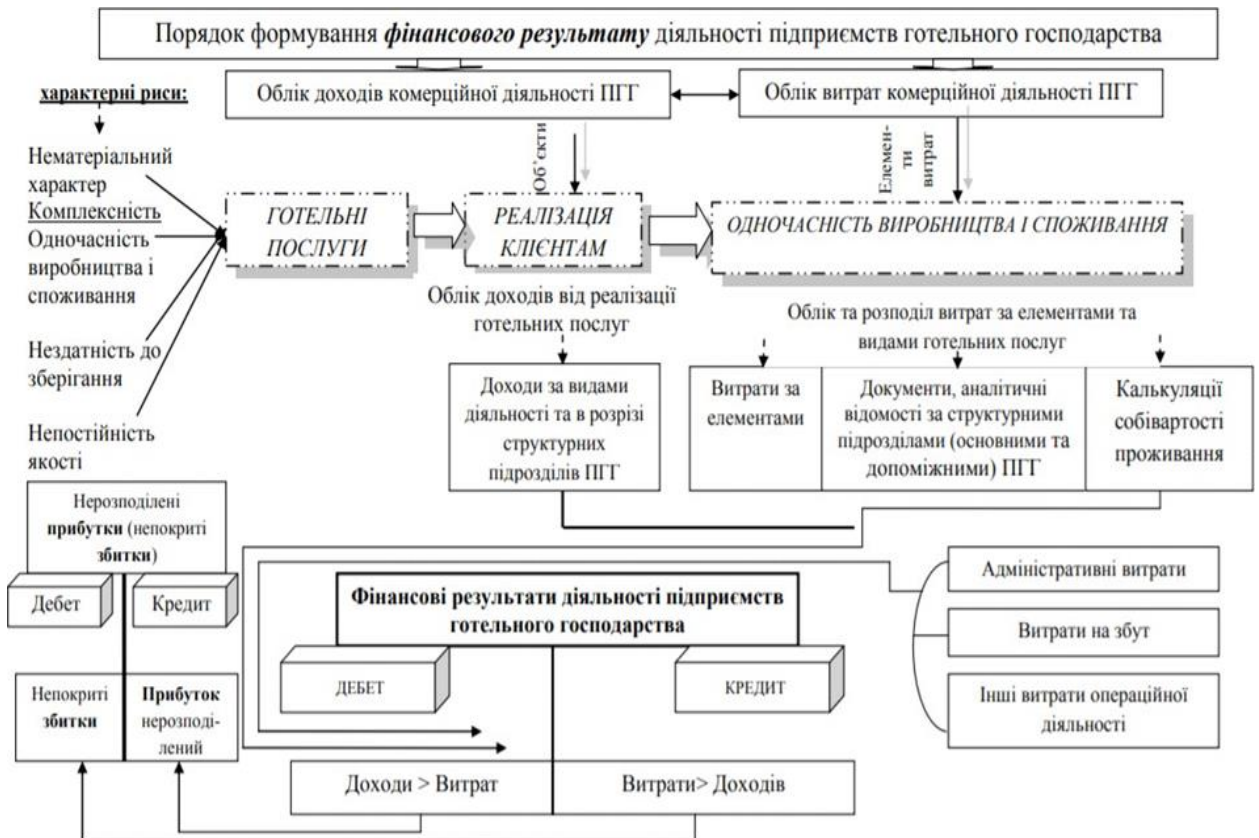 Порядок формування фінансового результату діяльності підприємств готельного господарства
характерні риси:
Облік доходів комерційної діяльності ПГГ
Облік витрат комерційної діяльності ПГГ
Об'єкти
Елемен-
ти
витрат
Нематеріальний
характер
Комплексність
Одночасність
виробництва і
споживання
Нездатність до
зберігання
Непостійність
якості
ГОТЕЛЬНІ
ПОСЛУГИ
РЕАЛІЗАЦІЯ
КЛІЄНТАМ
ОДНОЧАСНІСТЬ ВИРОБНИЦТВА І СПОЖИВАННЯ
Облік доходів від реалізації
готельних послуг
Облік та розподіл витрат за елементами та
видами готельних послуг
Доходи за видами
діяльності та в розрізі
структурних
підрозділів ПГГ
Витрати за
елементами
Документи, аналітичні
відомості за структурними
підрозділами (основними та
допоміжними) ПГГ
Калькуляції
собівартості
проживання
Нерозподілені
прибутки (непокриті
збитки)
Дебет
Кредит
Непокриті
збитки
Прибуток
нерозподі-
лений
Фінансові результати діяльності підприємств
готельного господарства
ДЕБЕТ
КРЕДИТ
Доходи > Витрат
Витрати> Доходів
Адміністративні витрати
Витрати на збут
Інші витрати операційної
діяльності